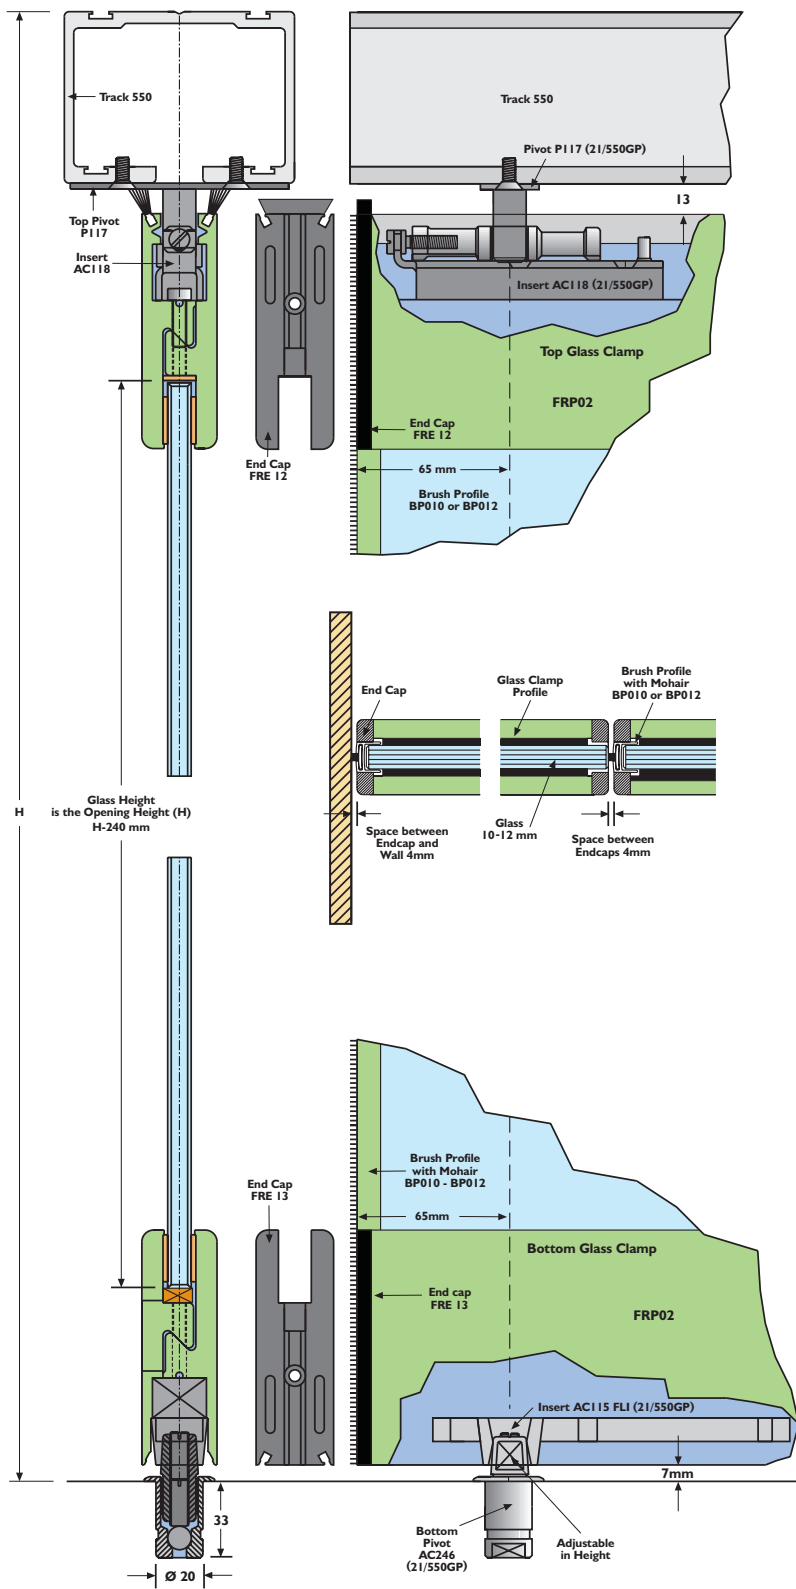 Track 550
Track 550
Pivot P117 (21/550GP)
13
Top Pivot
P117
Insert
AC118
Insert AC118 (21/550GP)
Top Glass Clamp
FRP02
End Cap
FRE 12
End Cap
FRE 12
65 mm
Brush Profile
BP010 or BP012
End Cap
Glass Clamp
Profile
Brush Profile
with Mohair
BP010 or BP012
H
Glass Height
is the Opening Height (H)
H-240 mm
Glass
10-12 mm
Space between
Endcap and
Wall 4mm
Space between
Endcaps 4mm
Brush Profile
with Mohair
BP010 - BP012
End Cap
FRE 13
65mm
Bottom Glass Clamp
End cap
FRE 13
FRP02
Insert AC115 FLI (21/550GP)
7mm
33
Bottom
Pivot
AC246
(21/550GP)
Adjustable
in Height
Ø 20